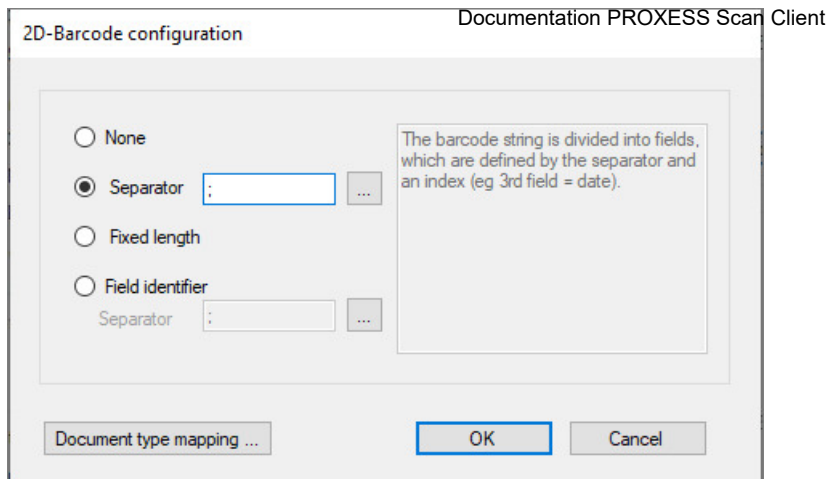 Documentation PROXESS Scan Client
2D-Barcode configuration
None
Separator ; ...
Fixed length
Field identifier
Separator ; ...
The barcode string is divided into fields,
which are defined by the separator and
an index (eg 3rd field = date).
Document type mapping ... OK Cancel